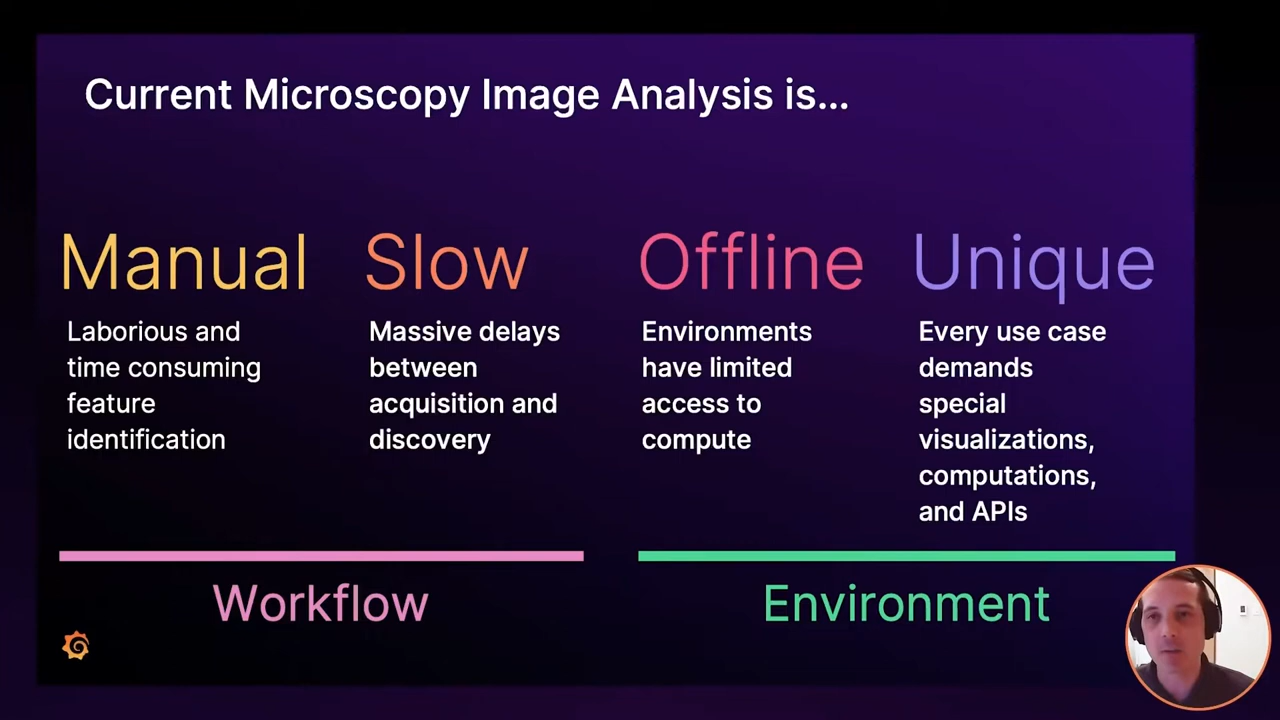 Current Microscopy Image Analysis is...
Manual
Laborious and
time consuming
feature
identification
Slow
Massive delays
between
acquisition and
discovery
Offline
Environments
have limited
access to
compute
Unique
Every use case
demands
special
visualizations,
computations,
and APIs
Workflow
Environment